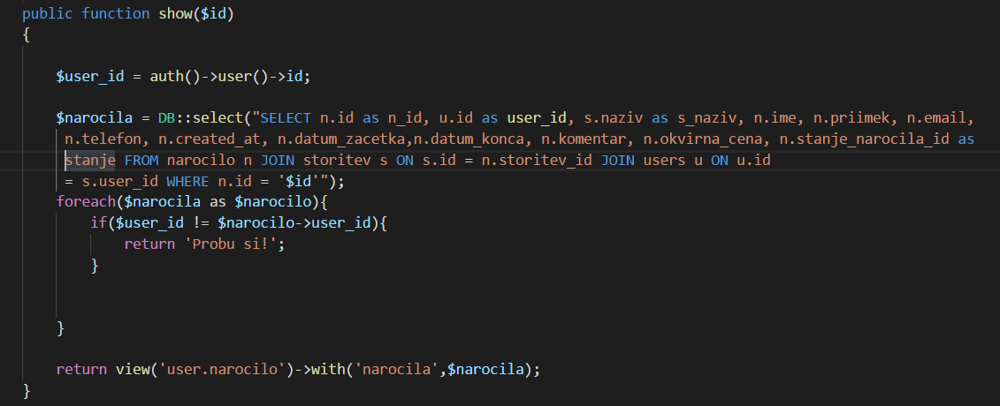 public function show($id)
{
$user_id = auth()->user()->id;
$narocila = DB::select("SELECT n.id as n_id, u.id as user_id, s.naziv as s_naziv, n.ime, n.priimek, n.email,
n.telefon, n.created_at, n.datum_zacetka,n.datum_konca, n.komentar, n.okvirna_cena, n.stanje_narocila_id as
stanje FROM narocilo n JOIN storitev s ON s.id = n.storitev_id JOIN users u ON u.id
= s.user_id WHERE n.id = '$id'");
foreach($narocila as $narocilo){
if($user_id != $narocilo->user_id){
return 'Probu si!';
}
}
return view('user.narocilo')->with('narocila',$narocila);
}